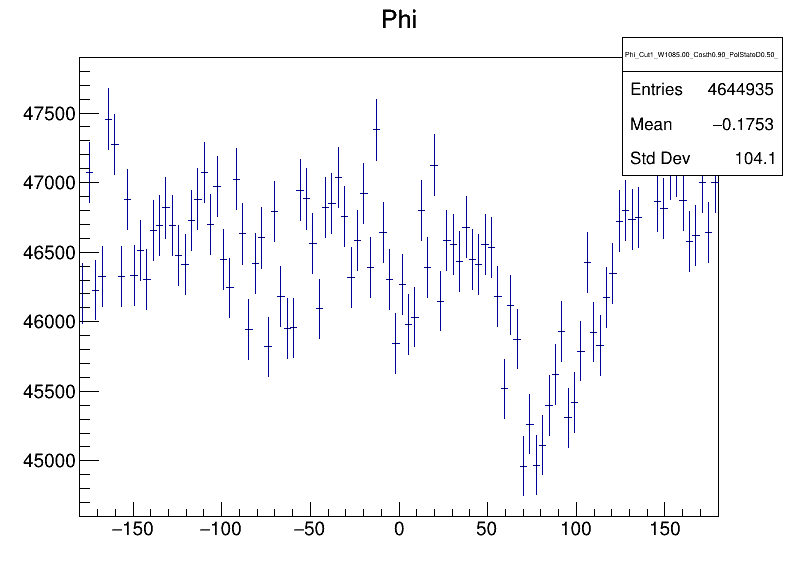 Phi
Phi_Cut1_W1085.00_Costh0.90_PolStateD0.50_
Entries 4644935
Mean −0.1753
Std Dev 104.1
47500
47000
46500
46000
45500
45000
−150 −100 −50 0 50 100 150